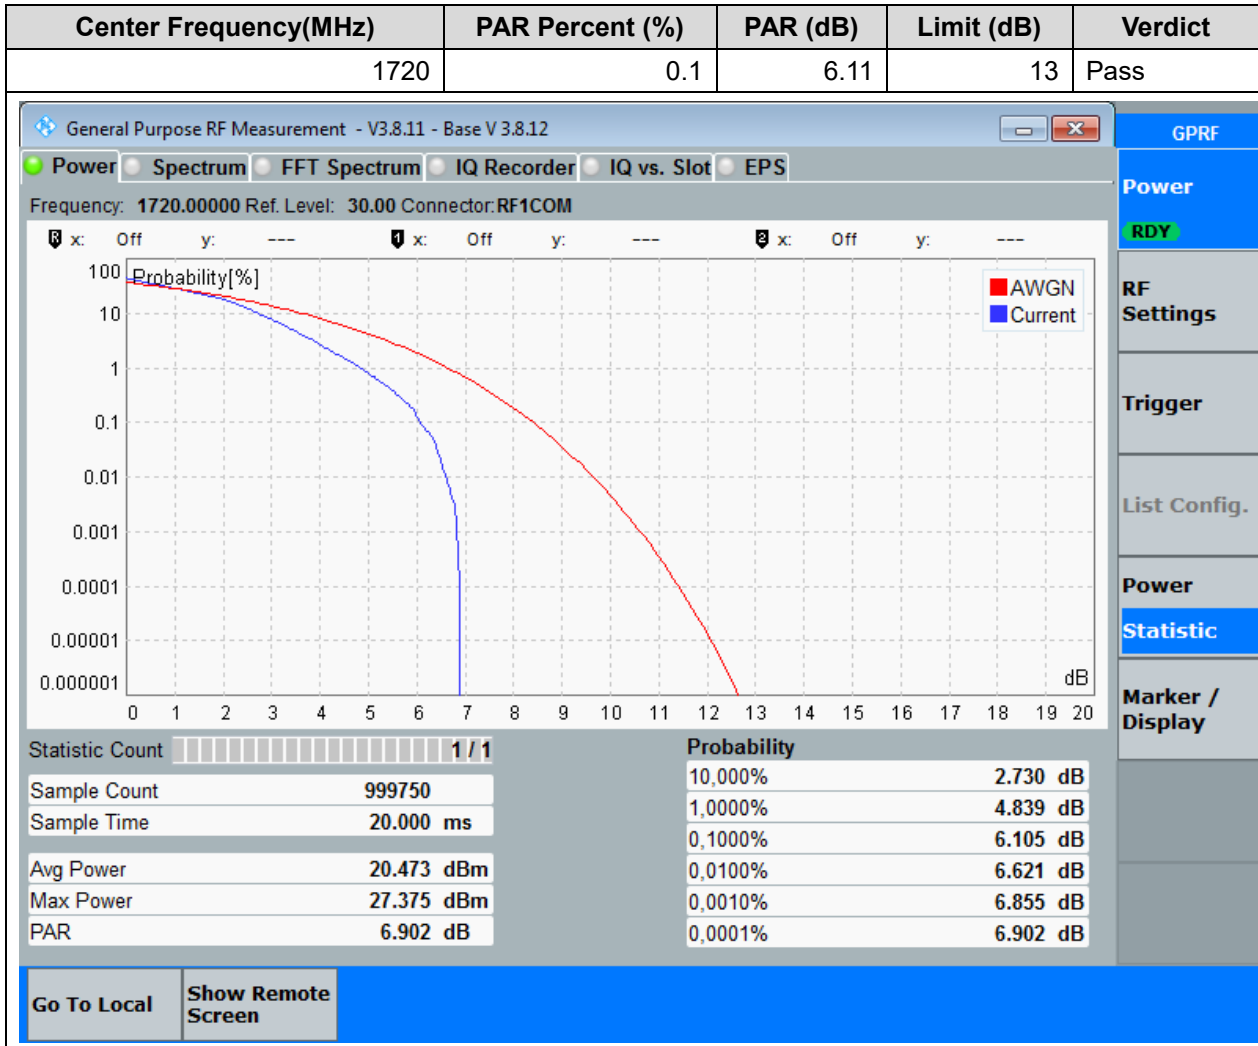 Center Frequency(MHz) PAR Percent (%) PAR (dB) Limit (dB) Verdict
1720 0.1 6.11 13 Pass
General Purpose RF Measurement - V3.8.11 - Base V 3.8.12
GPRF
Power Spectrum FFT Spectrum IQ Recorder IQ vs. Slot EPS
Power
RDY
Frequency: 1720.00000 Ref. Level: 30.00 Connector:RF1COM
R x: Off y: --- 1 x: Off y: --- 2 x: Off y: ---
Probability[%]
AWGN
Current
100
10
1
0.1
0.01
0.001
0.0001
0.00001
0.000001
dB
0 1 2 3 4 5 6 7 8 9 10 11 12 13 14 15 16 17 18 19 20
RF
Settings
Trigger
List Config.
Power
Statistic
Marker /
Display
Statistic Count 1 / 1
Sample Count 999750
Sample Time 20.000 ms
Avg Power 20.473 dBm
Max Power 27.375 dBm
PAR 6.902 dB
Probability
10,000% 2.730 dB
1,0000% 4.839 dB
0,1000% 6.105 dB
0,0100% 6.621 dB
0,0010% 6.855 dB
0,0001% 6.902 dB
Go To Local
Show Remote
Screen